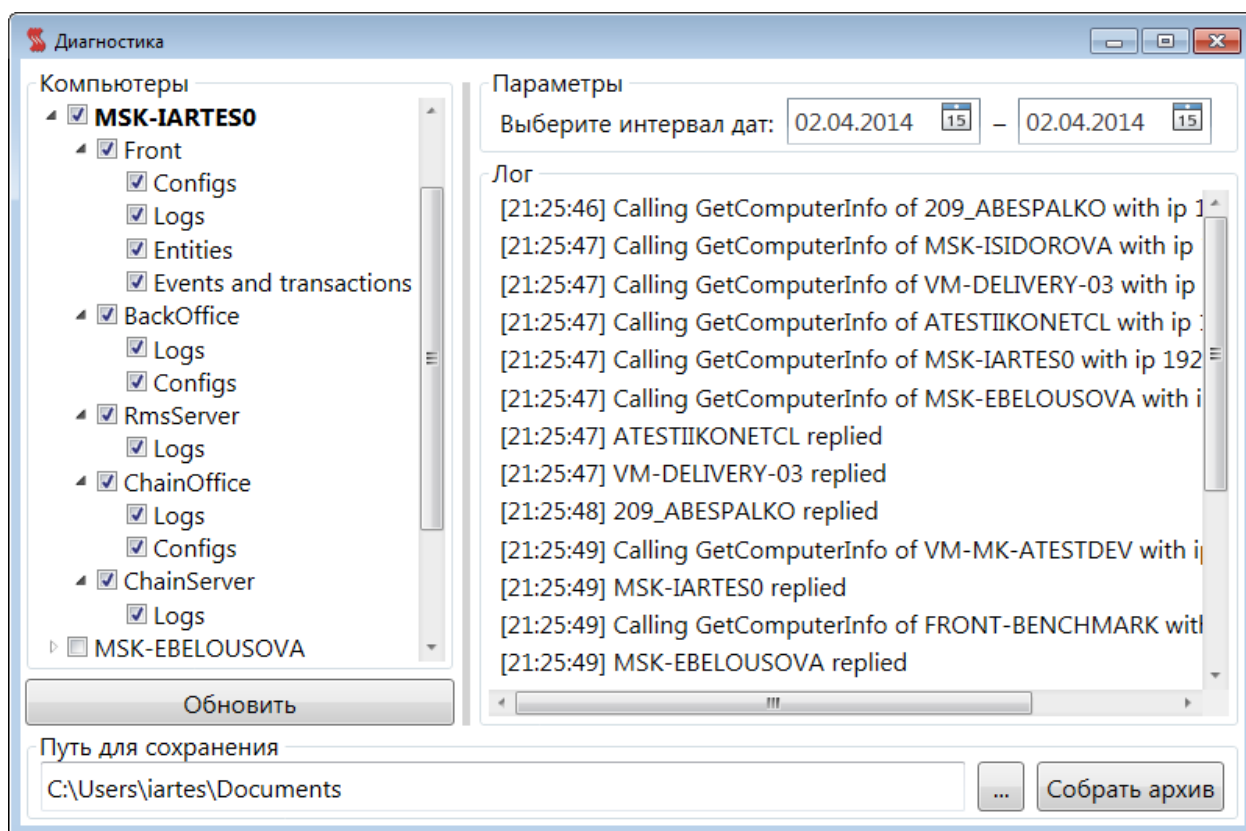 Диагностика
Компьютеры
MSK-IARTES0
Front
Configs
Logs
Entities
Events and transactions
BackOffice
Logs
Configs
RmsServer
Logs
ChainOffice
Logs
Configs
ChainServer
Logs
MSK-EBELOUSOVA
Обновить
Параметры
Выберите интервал дат: 02.04.2014 15 – 02.04.2014 15
Лог
[21:25:46] Calling GetComputerInfo of 209_ABESPALKO with ip 1
[21:25:47] Calling GetComputerInfo of MSK-ISIDOROVA with ip
[21:25:47] Calling GetComputerInfo of VM-DELIVERY-03 with ip
[21:25:47] Calling GetComputerInfo of ATESTIIKONETCL with ip 1
[21:25:47] Calling GetComputerInfo of MSK-IARTES0 with ip 192
[21:25:47] Calling GetComputerInfo of MSK-EBELOUSOVA with i
[21:25:47] ATESTIIKONETCL replied
[21:25:47] VM-DELIVERY-03 replied
[21:25:48] 209_ABESPALKO replied
[21:25:49] Calling GetComputerInfo of VM-MK-ATESTDEV with ip
[21:25:49] MSK-IARTES0 replied
[21:25:49] Calling GetComputerInfo of FRONT-BENCHMARK with
[21:25:49] MSK-EBELOUSOVA replied
Путь для сохранения
C:\Users\iartes\Documents
... Собрать архив